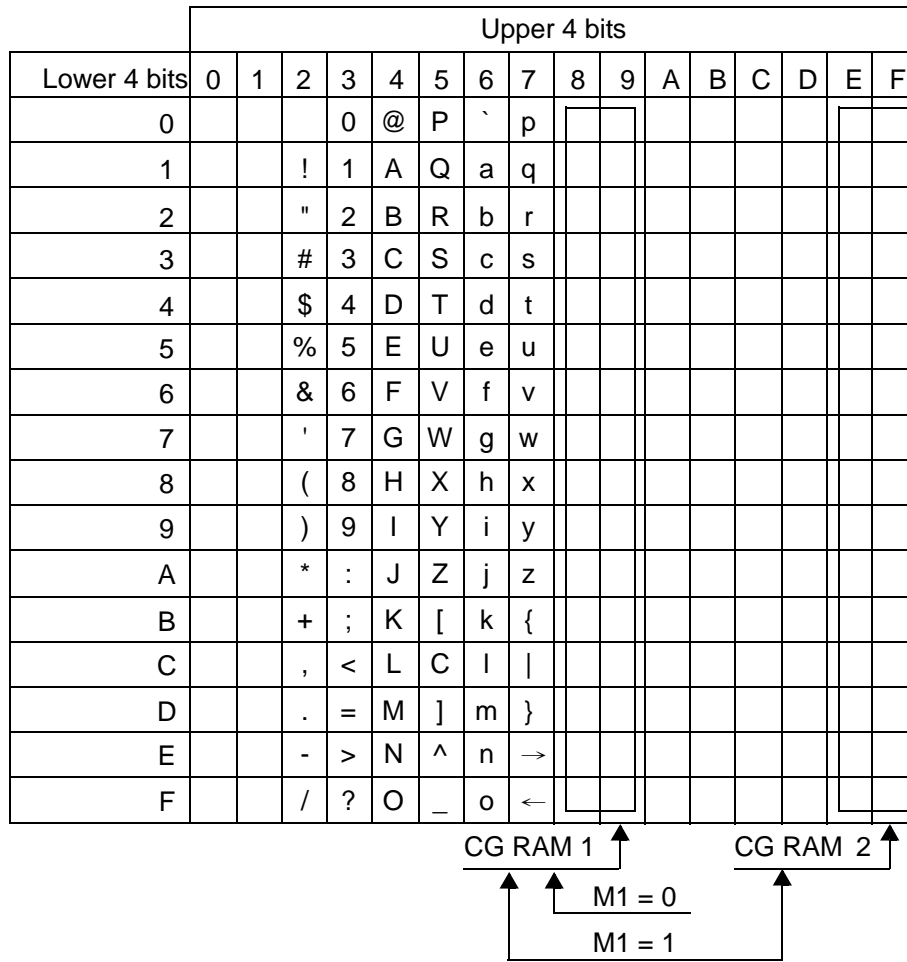 Upper 4 bits
Lower 4 bits 0 1 2 3 4 5 6 7 8 9 A B C D E F
0 0 @ P ` p
1 ! 1 A Q a q
2 " 2 B R b r
3 # 3 C S c s
4 $ 4 D T d t
5 % 5 E U e u
6 & 6 F V f v
7 ' 7 G W g w
8 ( 8 H X h x
9 ) 9 I Y i y
A * : J Z j z
B + ; K [ k {
C , < L C l |
D . = M ] m }
E - > N ^ n →
F / ? O _ o ←
CG RAM 1 CG RAM 2
M1 = 0
M1 = 1